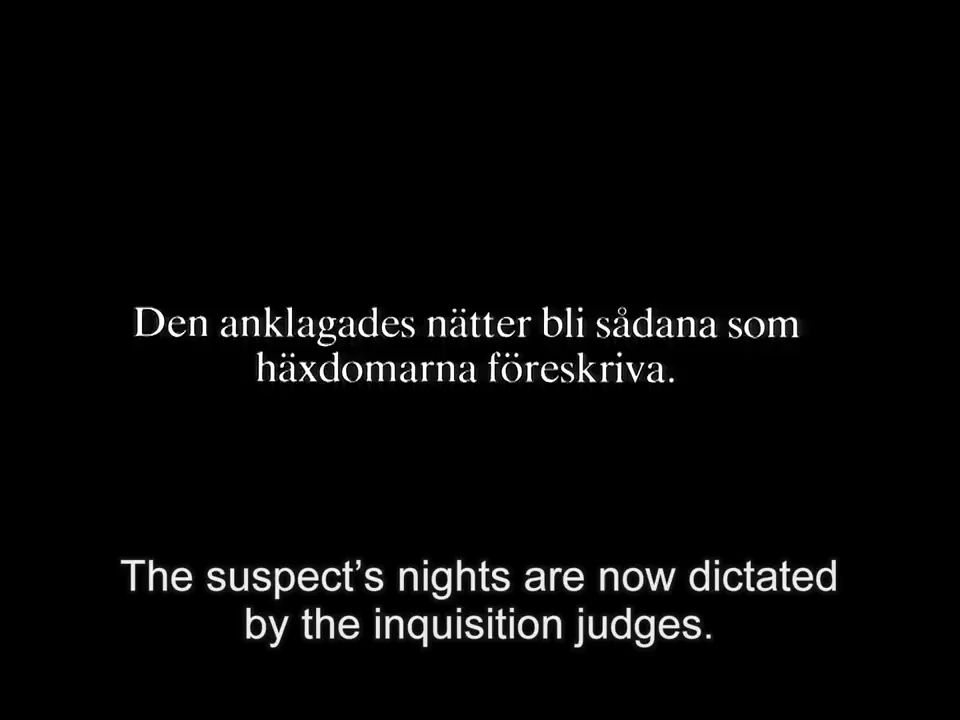 Den anklagades nätter bli sådana som
häxdomarna föreskriva.
The suspect’s nights are now dictated
by the inquisition judges.